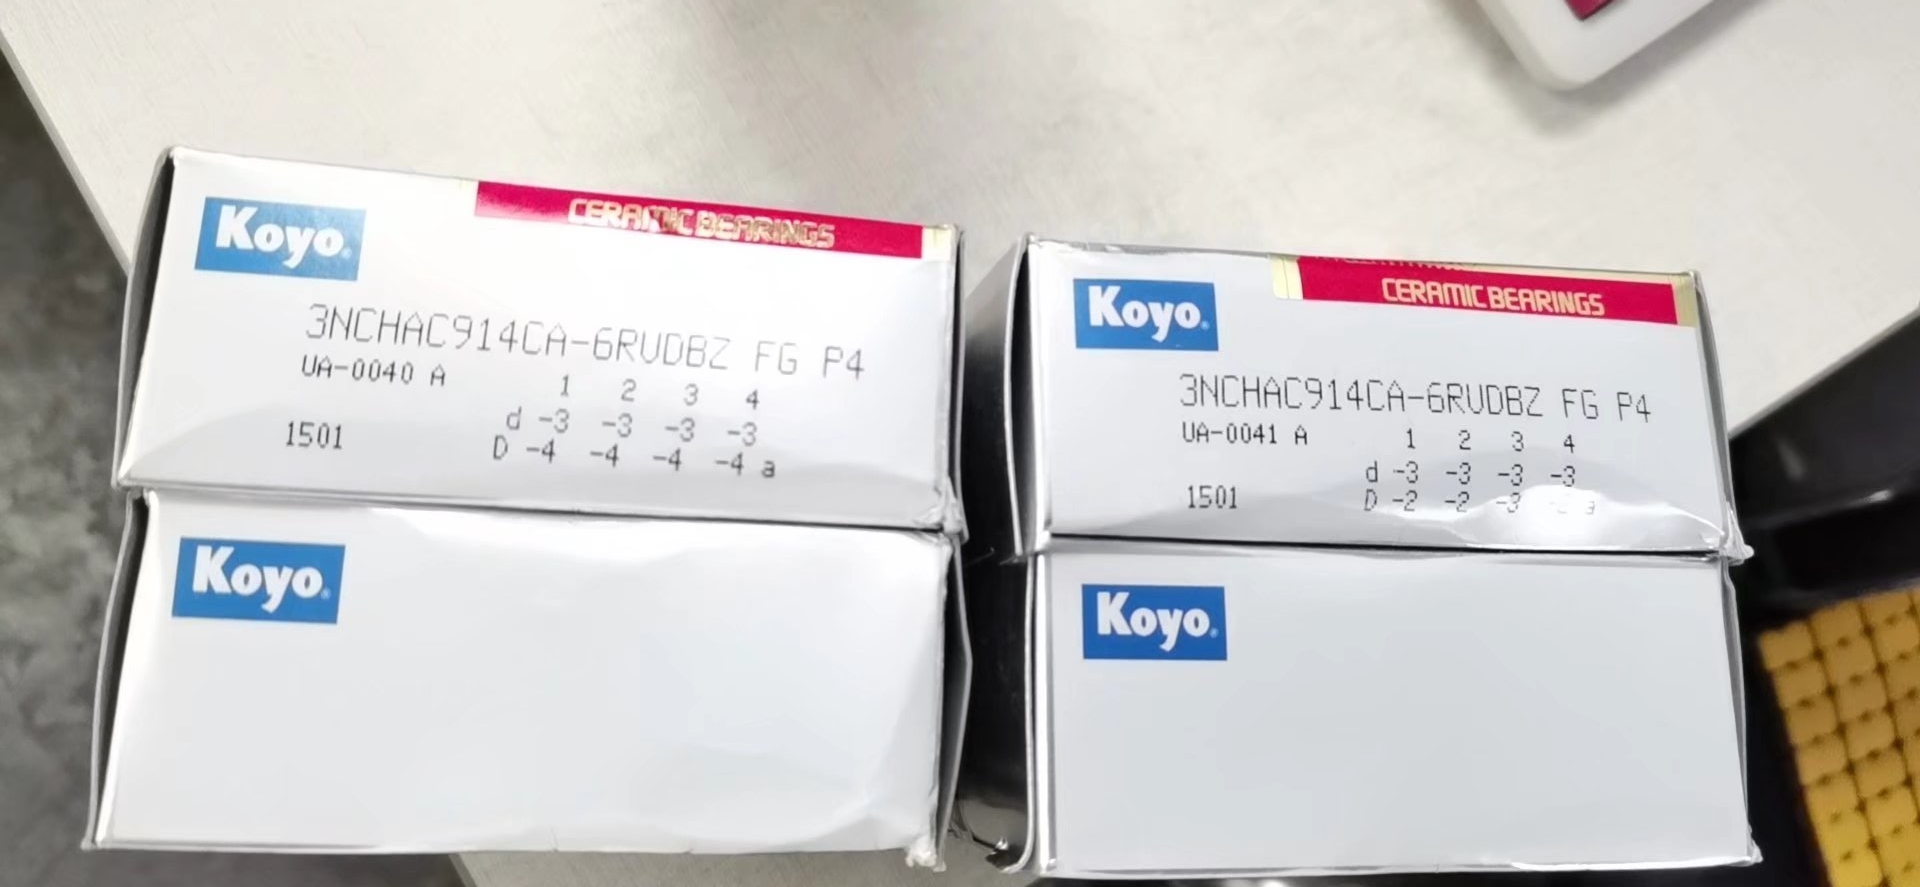 Koyo
CERAMIC BEARINGS
3NCHAC914CA-6RUDBZ FG P4
UA-0040 A
1 2 3 4
d -3 -3 -3 -3
1501
D -4 -4 -4 -4 a
Koyo
Koyo
CERAMIC BEARINGS
3NCHAC914CA-6RUDBZ FG P4
UA-0041 A
1 2 3 4
d -3 -3 -3 -3
1501
D -2 -2 -3
Koyo